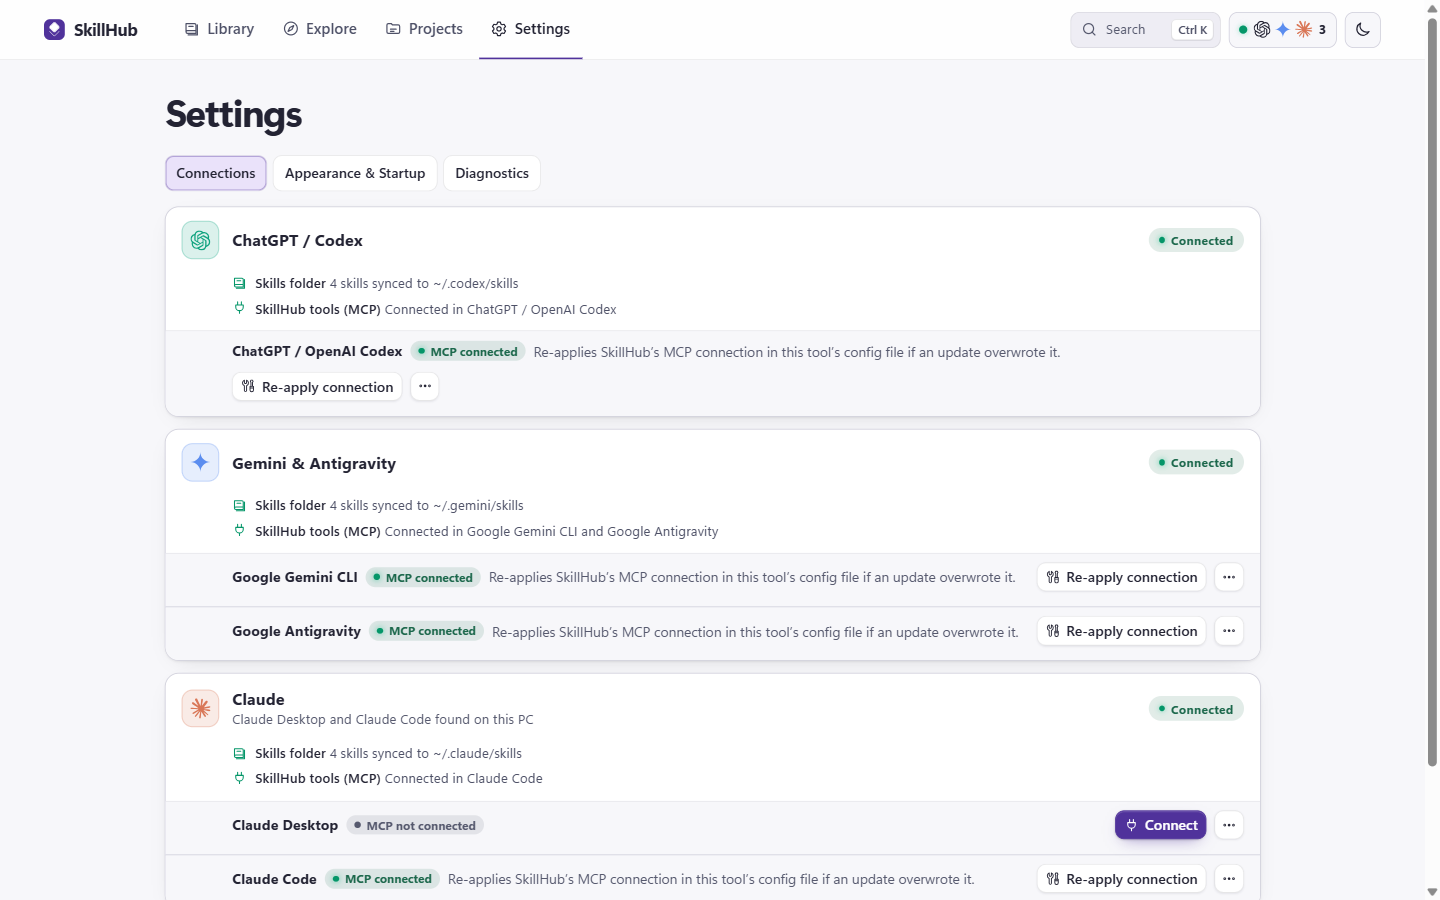 SkillHub
Library
Explore
Projects
Settings
Search
Ctrl K
3
Settings
Connections
Appearance & Startup
Diagnostics
ChatGPT / Codex
Connected
Skills folder 4 skills synced to ~/.codex/skills
SkillHub tools (MCP) Connected in ChatGPT / OpenAI Codex
ChatGPT / OpenAI Codex
MCP connected
Re-applies SkillHub's MCP connection in this tool's config file if an update overwrote it.
Re-apply connection
Gemini & Antigravity
Connected
Skills folder 4 skills synced to ~/.gemini/skills
SkillHub tools (MCP) Connected in Google Gemini CLI and Google Antigravity
Google Gemini CLI
MCP connected
Re-applies SkillHub's MCP connection in this tool's config file if an update overwrote it.
Re-apply connection
Google Antigravity
MCP connected
Re-applies SkillHub's MCP connection in this tool's config file if an update overwrote it.
Re-apply connection
Claude
Claude Desktop and Claude Code found on this PC
Connected
Skills folder 4 skills synced to ~/.claude/skills
SkillHub tools (MCP) Connected in Claude Code
Claude Desktop
MCP not connected
Connect
Claude Code
MCP connected
Re-applies SkillHub's MCP connection in this tool's config file if an update overwrote it.
Re-apply connection